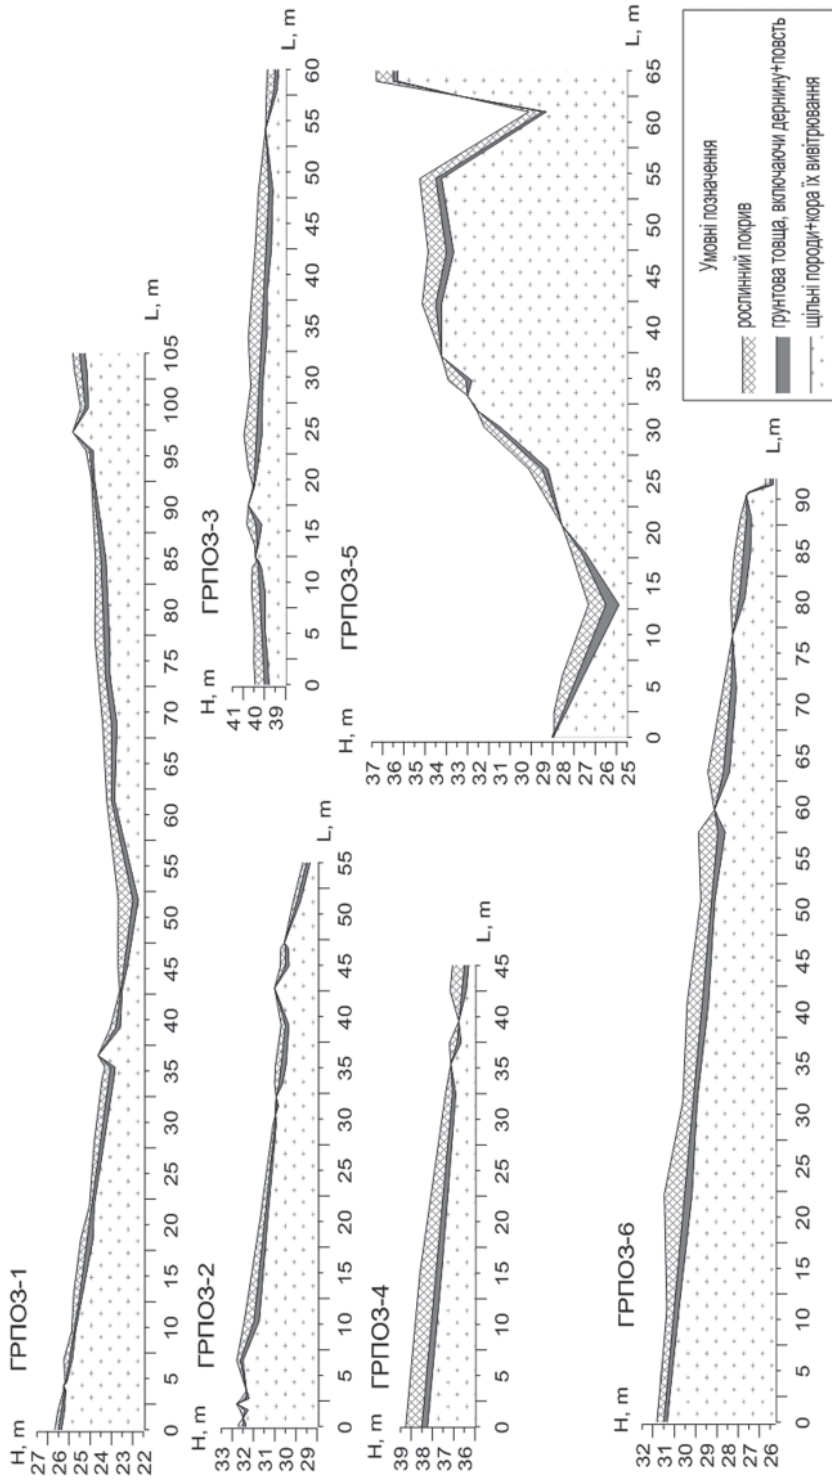 ГРПОЗ-1
H, m
27 26 25 24 23 22
0 5 10 15 20 25 30 35 40 45 50 55 60 65 70 75 80 85 90 95 100 105
L, m
ГРПОЗ-2
H, m
33 32 31 30 29
0 5 10 15 20 25 30 35 40 45 50 55
L, m
ГРПОЗ-3
H, m
41 40 39
0 5 10 15 20 25 30 35 40 45 50 55 60
L, m
ГРПОЗ-4
H, m
39 38 37 36
0 5 10 15 20 25 30 35 40 45
L, m
ГРПОЗ-5
H, m
37 36 35 34 33 32 31 30 29 28 27 26 25
0 5 10 15 20 25 30 35 40 45 50 55 60 65
L, m
ГРПОЗ-6
H, m
32 31 30 29 28 27 26
0 5 10 15 20 25 30 35 40 45 50 55 60 65 70 75 80 85 90
L,m
Умовні позначення
рослинний покрив
ґрунтова товща, включаючи дернину+повсть
щільні породи+кора їх вивітрювання